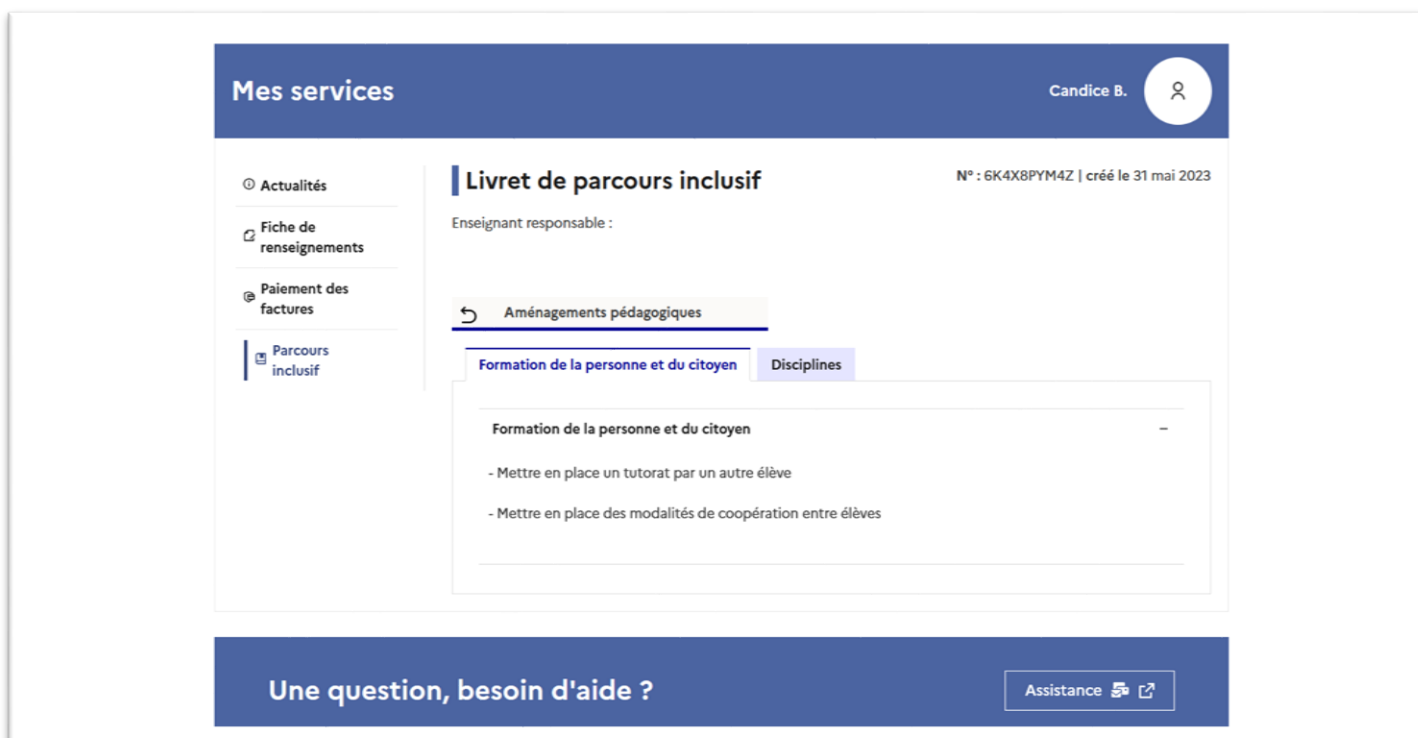 Mes services
Candice B.
Actualités
Fiche de
renseignements
Paiement des
factures
Parcours
inclusif
Livret de parcours inclusif
N° : 6K4X8PYM4Z | créé le 31 mai 2023
Enseignant responsable :
Aménagements pédagogiques
Formation de la personne et du citoyen
Disciplines
Formation de la personne et du citoyen
- Mettre en place un tutorat par un autre élève
- Mettre en place des modalités de coopération entre élèves
Une question, besoin d'aide ?
Assistance